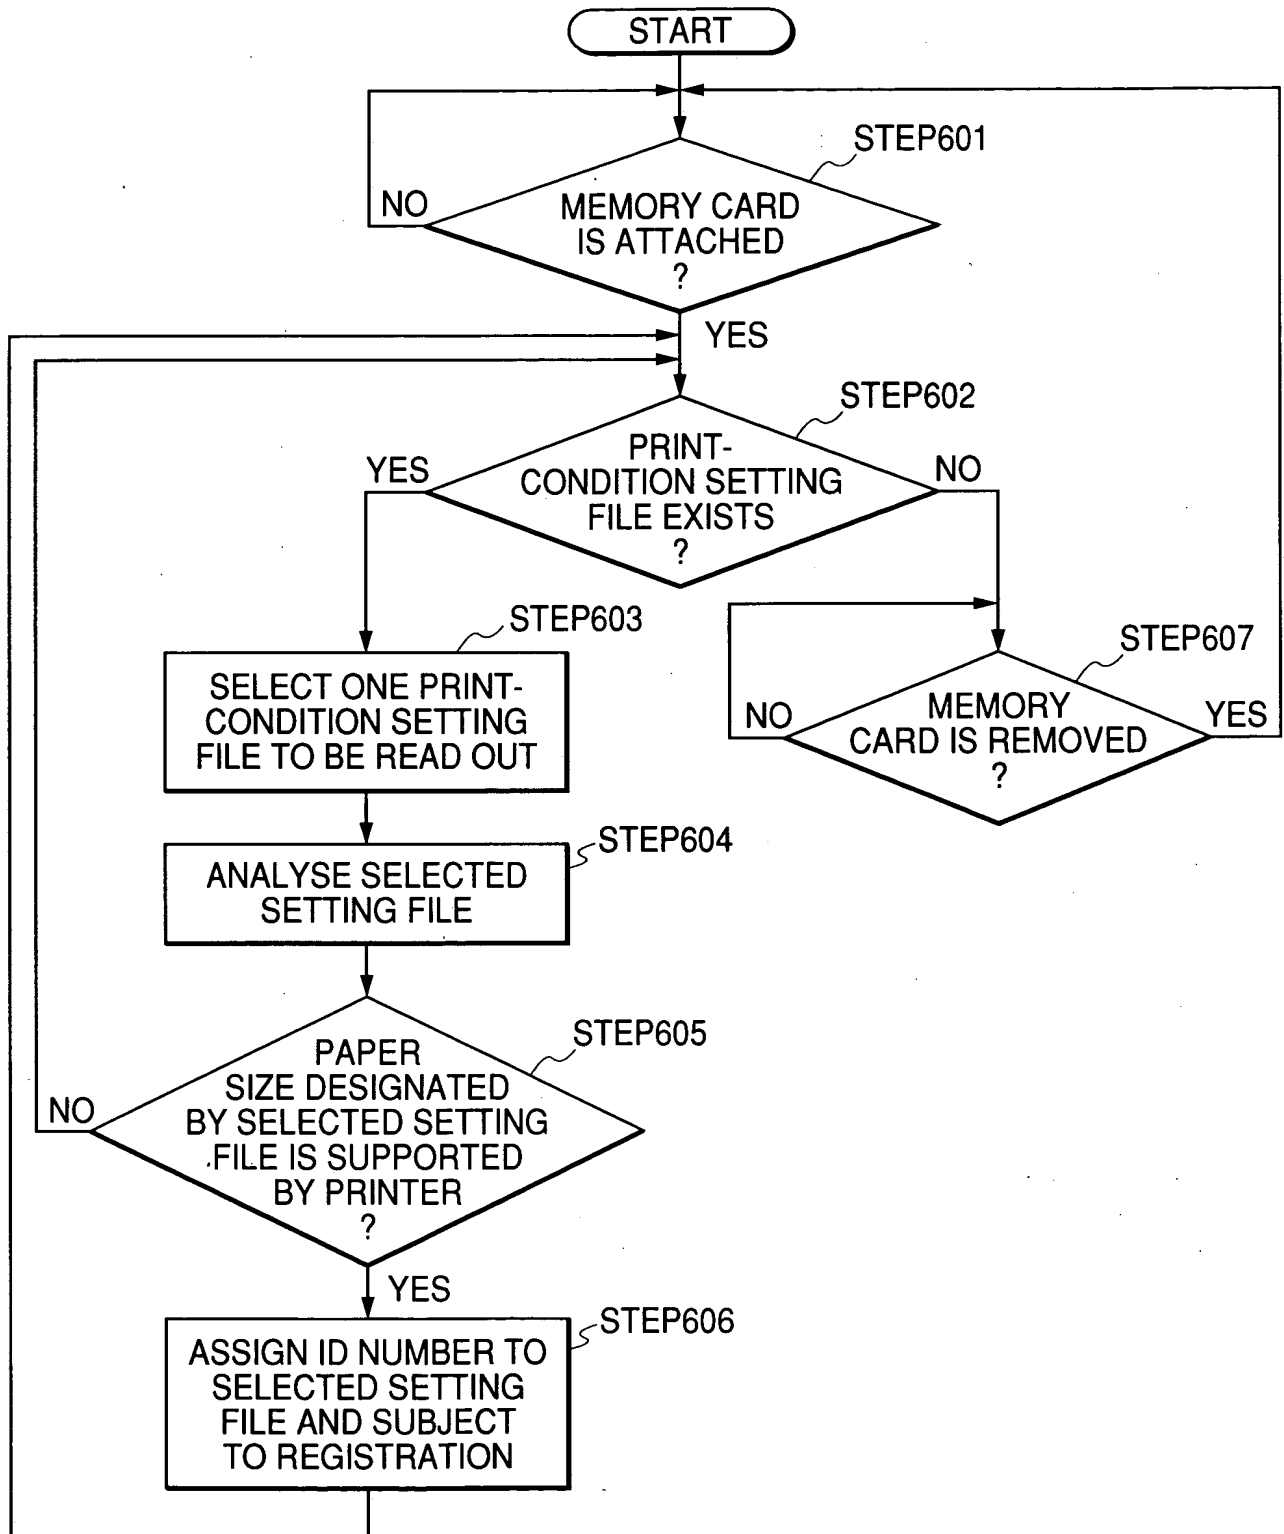 START
STEP601
NO
MEMORY CARD
IS ATTACHED
?
YES
STEP602
YES
PRINT-
CONDITION SETTING
FILE EXISTS
?
NO
STEP603
SELECT ONE PRINT-
CONDITION SETTING
FILE TO BE READ OUT
STEP607
NO
MEMORY
CARD IS REMOVED
?
YES
STEP604
ANALYSE SELECTED
SETTING FILE
STEP605
NO
PAPER
SIZE DESIGNATED
BY SELECTED SETTING
FILE IS SUPPORTED
BY PRINTER
?
YES
STEP606
ASSIGN ID NUMBER TO
SELECTED SETTING
FILE AND SUBJECT
TO REGISTRATION